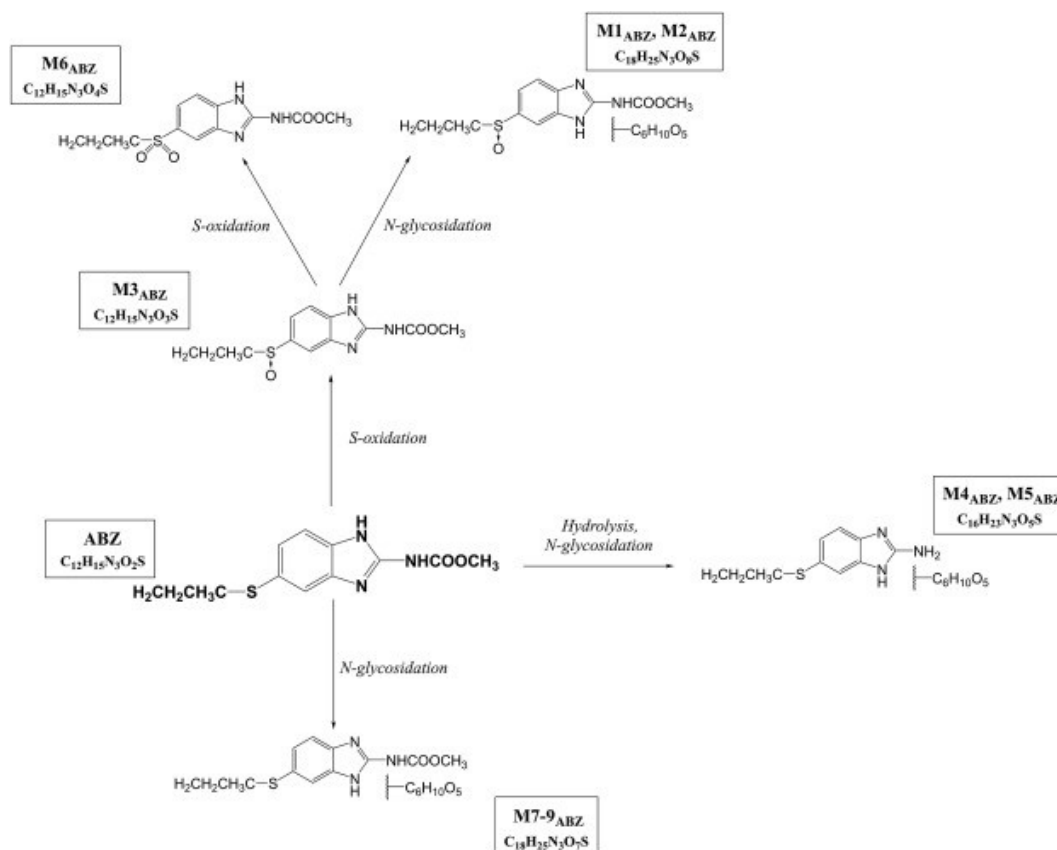 M6ABZ
C12H15N3O4S
H
N
NHCOOCH3
N
H2CH2CH3C
S
O O
M1ABZ, M2ABZ
C18H25N3O8S
N
NHCOOCH3
N
H
C6H10O5
H2CH2CH3C
S
O
S-oxidation
N-glycosidation
M3ABZ
C12H15N3O3S
H
N
NHCOOCH3
N
H2CH2CH3C
S
O
S-oxidation
ABZ
C12H15N3O2S
H
N
NHCOOCH3
N
H2CH2CH3C
S
Hydrolysis,
N-glycosidation
M4ABZ, M5ABZ
C16H23N3O5S
N
NH2
N
H
C6H10O5
H2CH2CH3C
S
N-glycosidation
N
NHCOOCH3
N
H
C6H10O5
H2CH2CH3C
S
M7-9ABZ
C18H25N3O7S